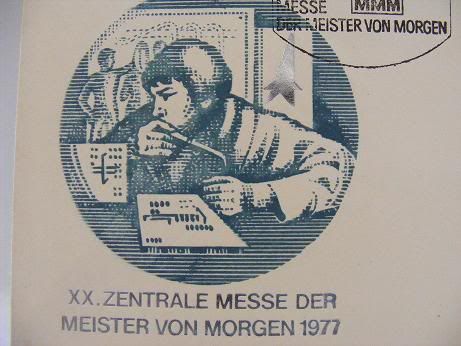 MESSE MMM
DER MEISTER VON MORGEN
XX. ZENTRALE MESSE DER
MEISTER VON MORGEN 1977